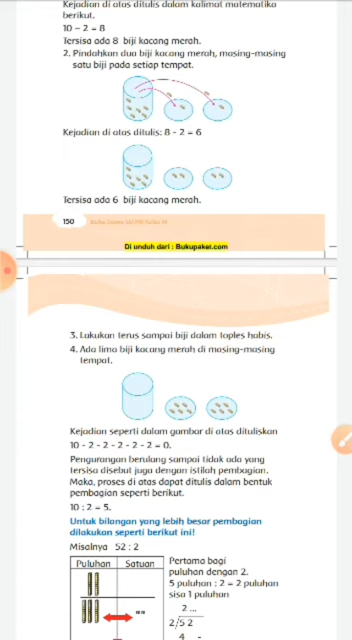 Kejadian di atas ditulis dalam kalimat matematika
berikut.
10 - 2 = 8
Tersisa ada 8 biji kacang merah.
2. Pindahkan dua biji kacang merah, masing-masing
satu biji pada setiap tempat.
Kejadian di atas ditulis: 8 - 2 = 6
Tersisa ada 6 biji kacang merah.
150
Di unduh dari : Bukupaket.com
3. Lakukan terus sampai biji dalam toples habis.
4. Ada lima biji kacang merah di masing-masing
tempat.
Kejadian seperti dalam gambar di atas dituliskan
10 - 2 - 2 - 2 - 2 - 2 = 0.
Pengurangan berulang sampai tidak ada yang
tersisa disebut juga dengan istilah pembagian.
Maka, proses di atas dapat ditulis dalam bentuk
pembagian seperti berikut.
10 : 2 = 5.
Untuk bilangan yang lebih besar pembagian
dilakukan seperti berikut ini!
Misalnya 52 : 2
Puluhan Satuan
Pertama bagi
puluhan dengan 2.
5 puluhan : 2 = 2 puluhan
sisa 1 puluhan
2 ...
2/5 2
4 -